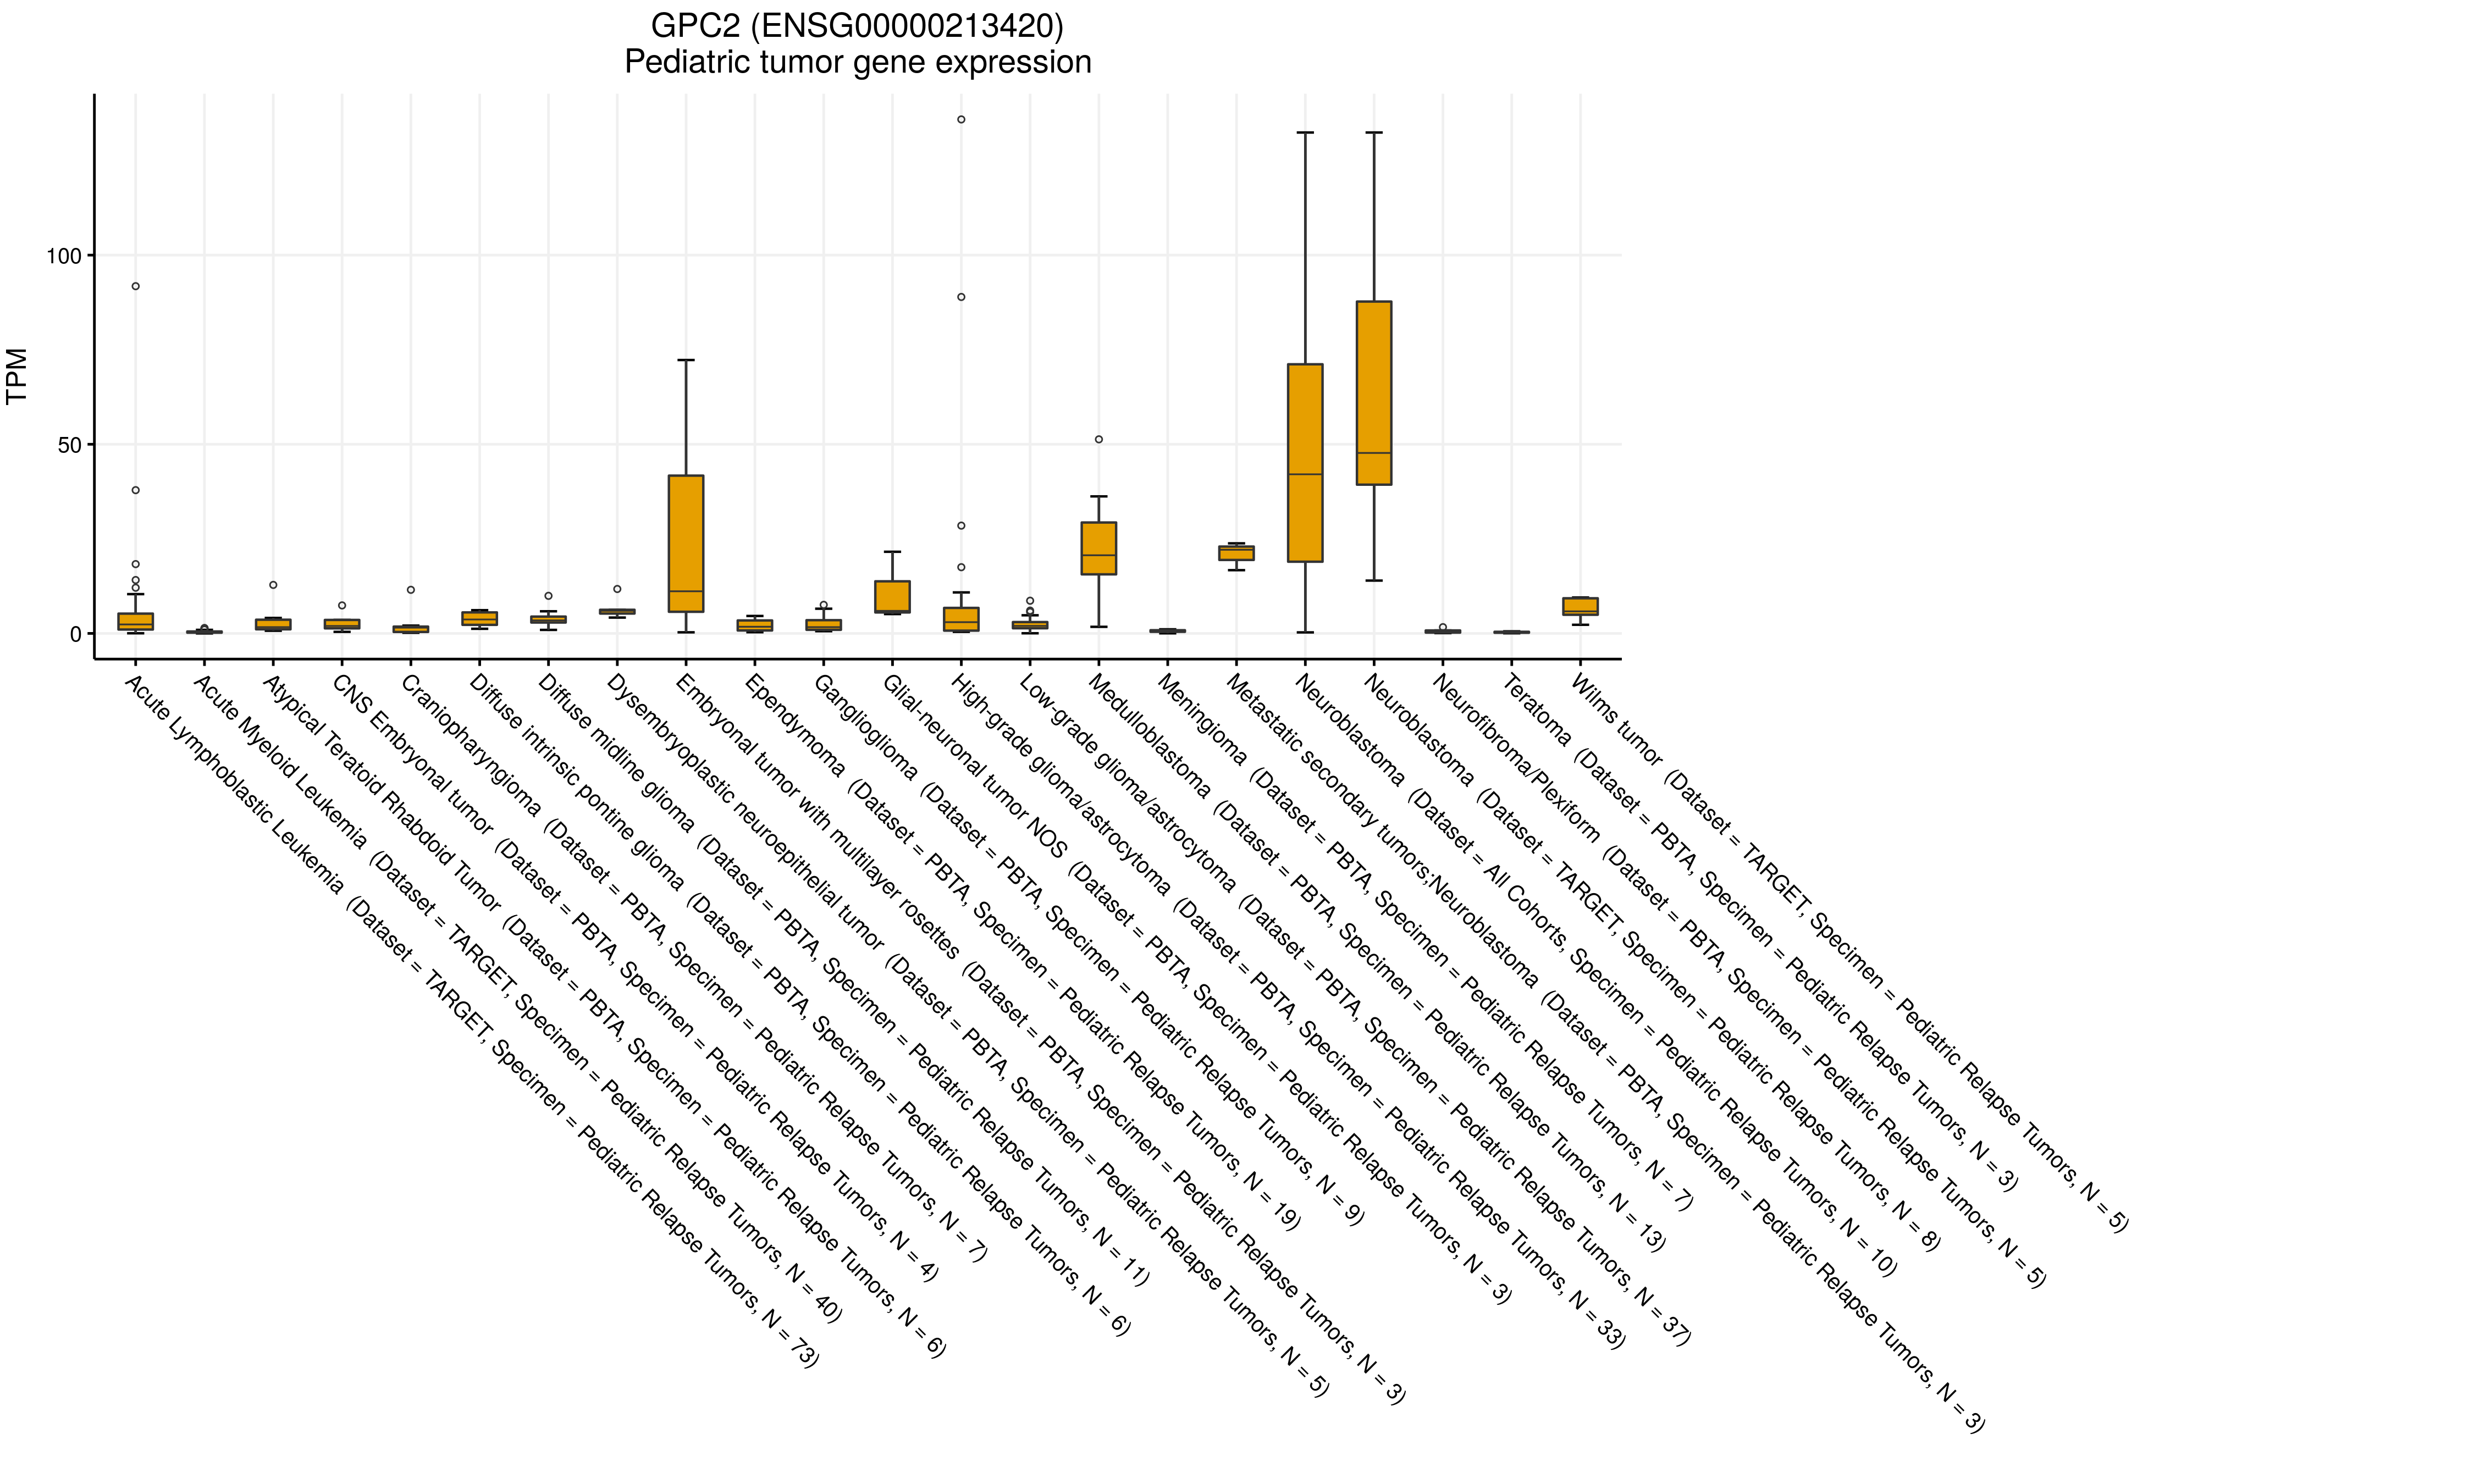 GPC2 (ENSG00000213420)
Pediatric tumor gene expression
TPM
100
50
0
Acute Lymphoblastic Leukemia (Dataset = TARGET, Specimen = Pediatric Relapse Tumors, N = 73)
Acute Myeloid Leukemia (Dataset = TARGET, Specimen = Pediatric Relapse Tumors, N = 40)
Atypical Teratoid Rhabdoid Tumor (Dataset = PBTA, Specimen = Pediatric Relapse Tumors, N = 6)
CNS Embryonal tumor (Dataset = PBTA, Specimen = Pediatric Relapse Tumors, N = 4)
Craniopharyngioma (Dataset = PBTA, Specimen = Pediatric Relapse Tumors, N = 7)
Diffuse intrinsic pontine glioma (Dataset = PBTA, Specimen = Pediatric Relapse Tumors, N = 6)
Diffuse midline glioma (Dataset = PBTA, Specimen = Pediatric Relapse Tumors, N = 11)
Dysembryoplastic neuroepithelial tumor (Dataset = PBTA, Specimen = Pediatric Relapse Tumors, N = 5)
Embryonal tumor with multilayer rosettes (Dataset = PBTA, Specimen = Pediatric Relapse Tumors, N = 3)
Ependymoma (Dataset = PBTA, Specimen = Pediatric Relapse Tumors, N = 19)
Ganglioglioma (Dataset = PBTA, Specimen = Pediatric Relapse Tumors, N = 9)
Glial-neuronal tumor NOS (Dataset = PBTA, Specimen = Pediatric Relapse Tumors, N = 3)
High-grade glioma/astrocytoma (Dataset = PBTA, Specimen = Pediatric Relapse Tumors, N = 33)
Low-grade glioma/astrocytoma (Dataset = PBTA, Specimen = Pediatric Relapse Tumors, N = 37)
Medulloblastoma (Dataset = PBTA, Specimen = Pediatric Relapse Tumors, N = 13)
Meningioma (Dataset = PBTA, Specimen = Pediatric Relapse Tumors, N = 7)
Metastatic secondary tumors;Neuroblastoma (Dataset = PBTA, Specimen = Pediatric Relapse Tumors, N = 3)
Neuroblastoma (Dataset = All Cohorts, Specimen = Pediatric Relapse Tumors, N = 10)
Neuroblastoma (Dataset = TARGET, Specimen = Pediatric Relapse Tumors, N = 8)
Neurofibroma/Plexiform (Dataset = PBTA, Specimen = Pediatric Relapse Tumors, N = 5)
Teratoma (Dataset = PBTA, Specimen = Pediatric Relapse Tumors, N = 3)
Wilms tumor (Dataset = TARGET, Specimen = Pediatric Relapse Tumors, N = 5)